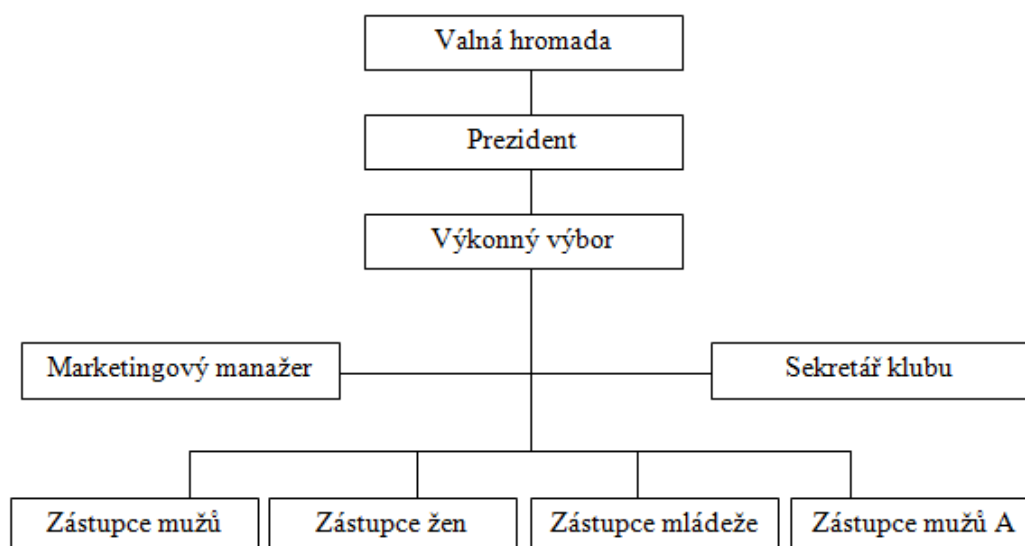 Valná hromada
Prezident
Výkonný výbor
Marketingový manažer
Sekretář klubu
Zástupce mužů
Zástupce žen
Zástupce mládeže
Zástupce mužů A